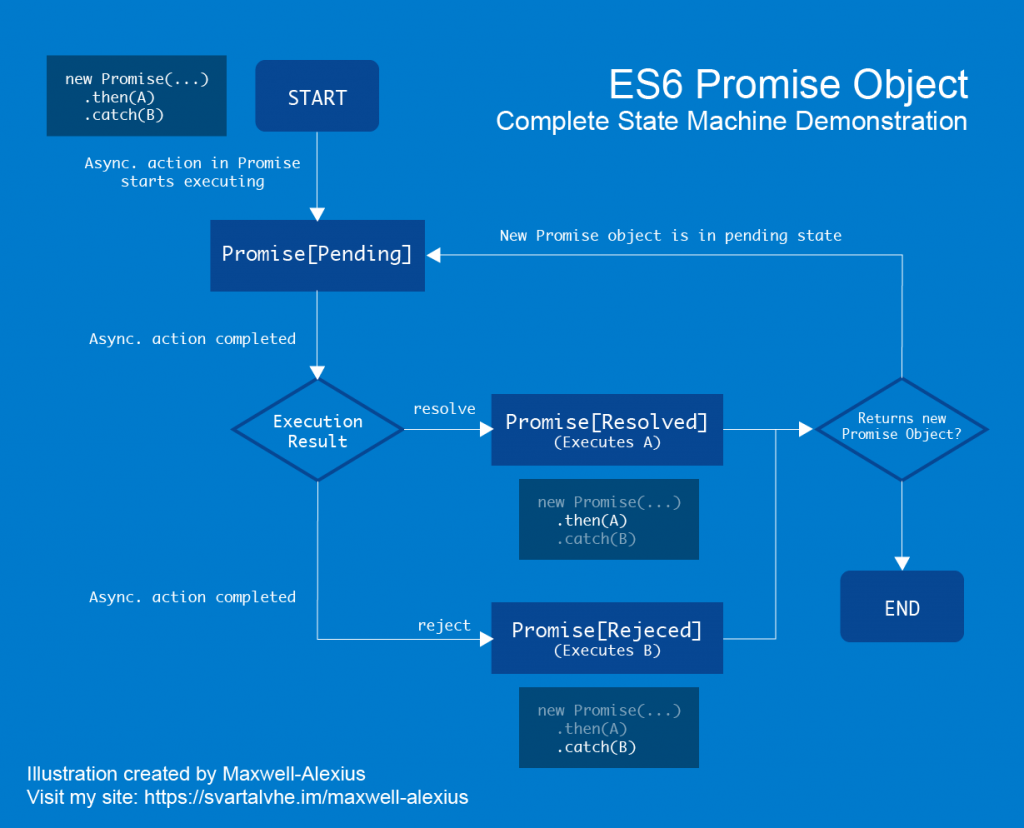 new Promise(...)
.then(A)
.catch(B)
START
ES6 Promise Object
Complete State Machine Demonstration
Async. action in Promise
starts executing
Promise[Pending]
New Promise object is in pending state
Async. action completed
Execution
Result
resolve
Promise[Resolved]
(Executes A)
Returns new
Promise Object?
new Promise(...)
.then(A)
.catch(B)
Async. action completed
reject
Promise[Rejeced]
(Executes B)
END
new Promise(...)
.then(A)
.catch(B)
Illustration created by Maxwell-Alexius
Visit my site: https://svartalvhe.im/maxwell-alexius